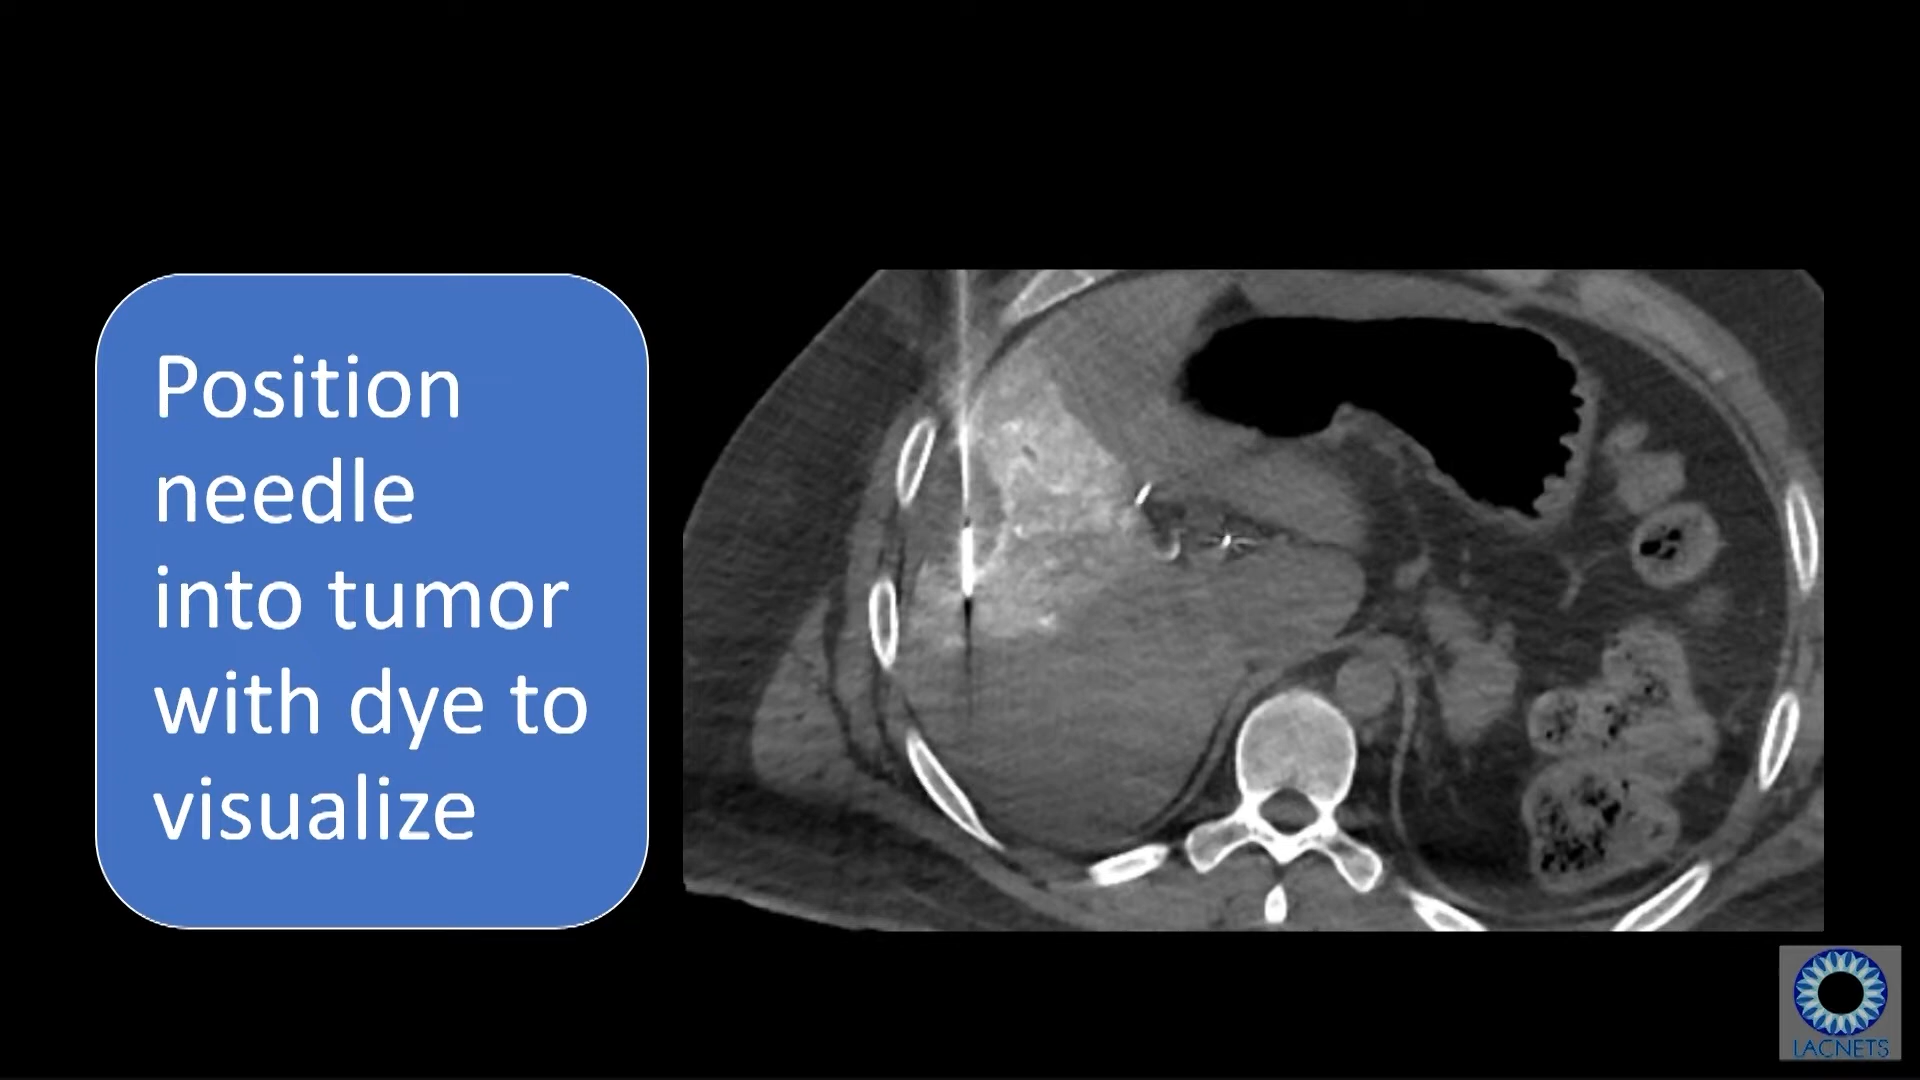 Position
needle
into tumor
with dye to
visualize
LACNETS